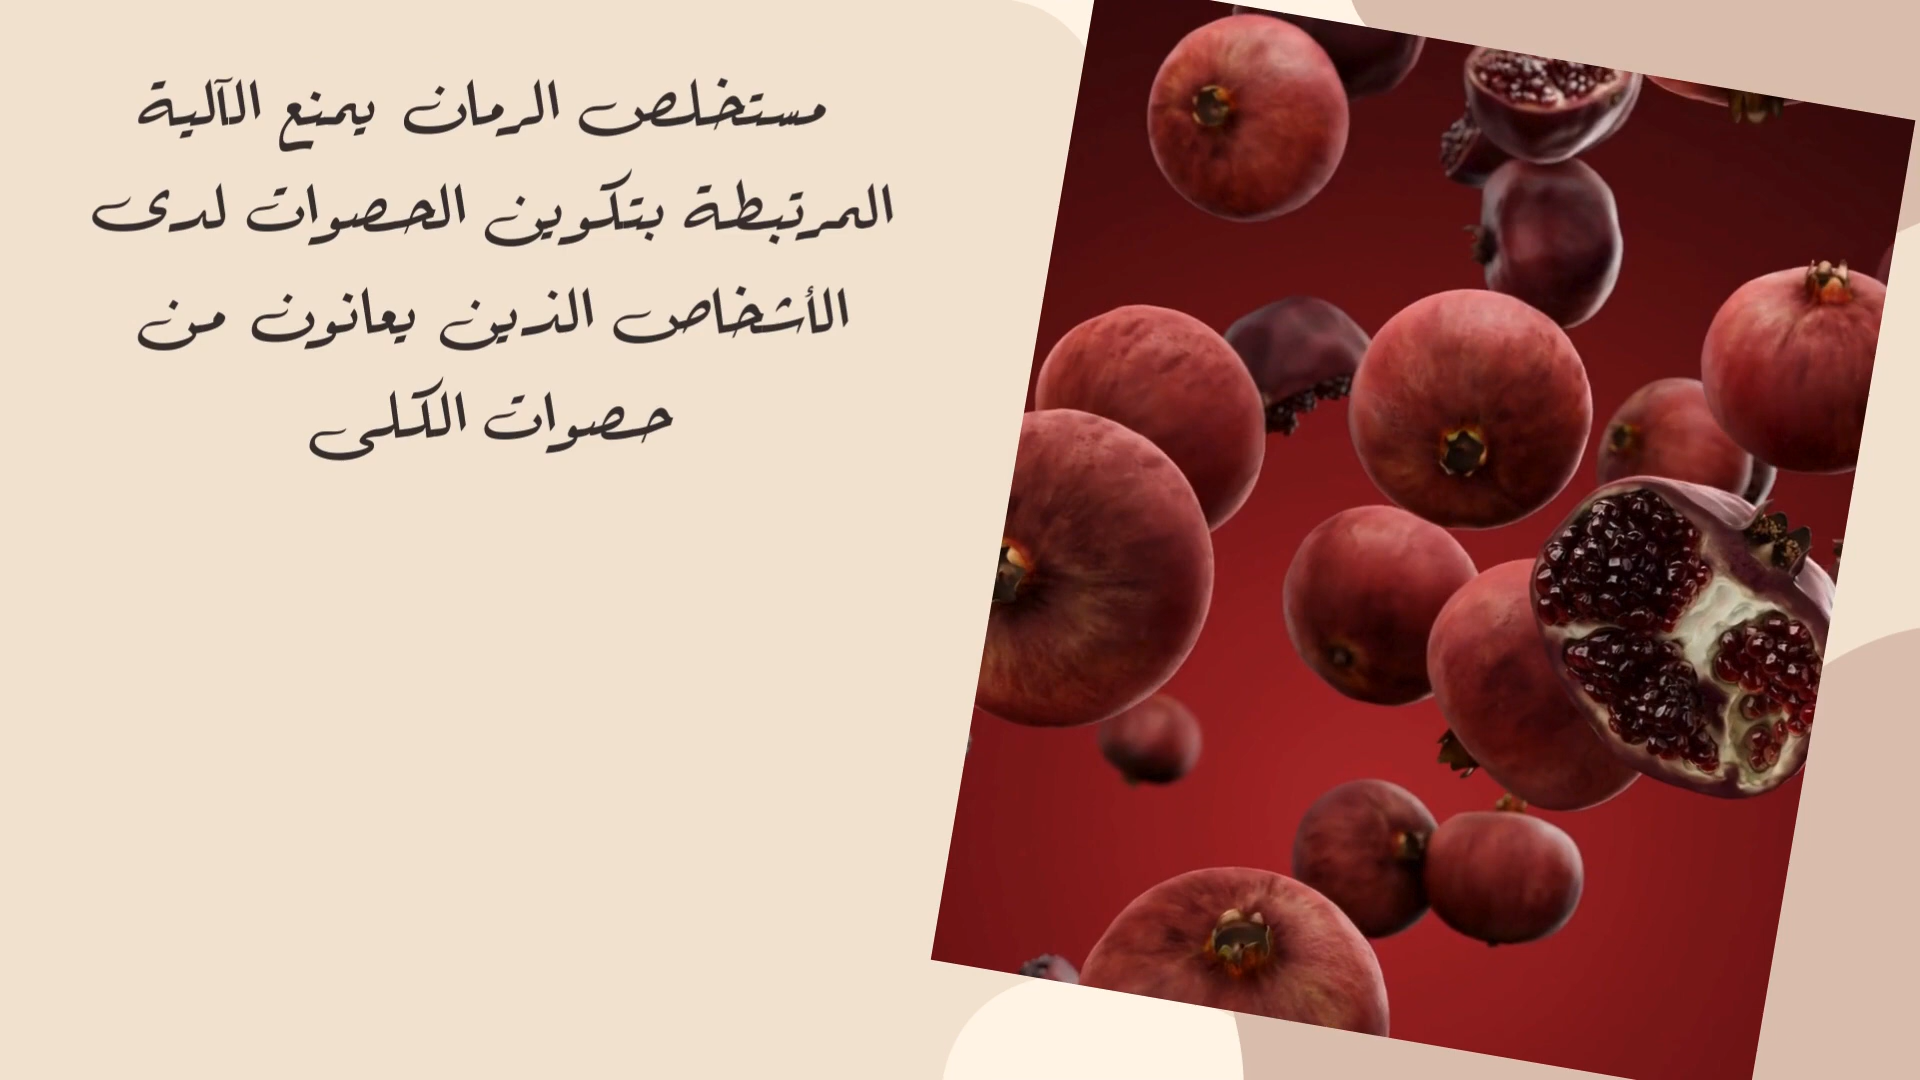 مستخلص الرمان يمنع الآلية
المرتبطة بتكوين الحصوات لدى
الأشخاص الذين يعانون من
حصوات الكلى